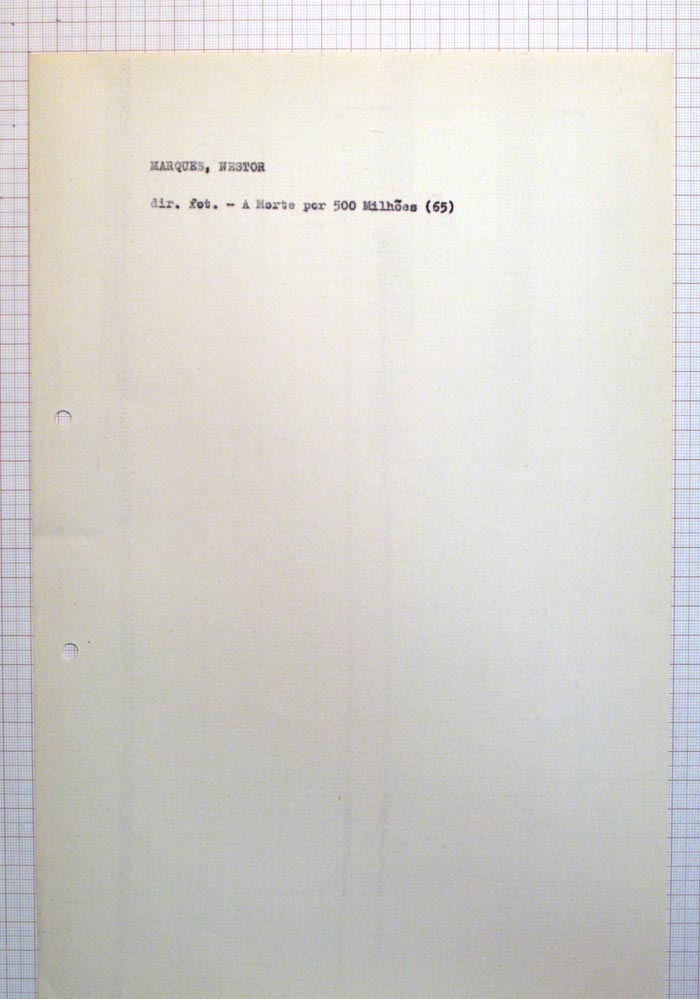 MARQUES, NESTOR
dir. fot. - A Morte por 500 Milhões (65)